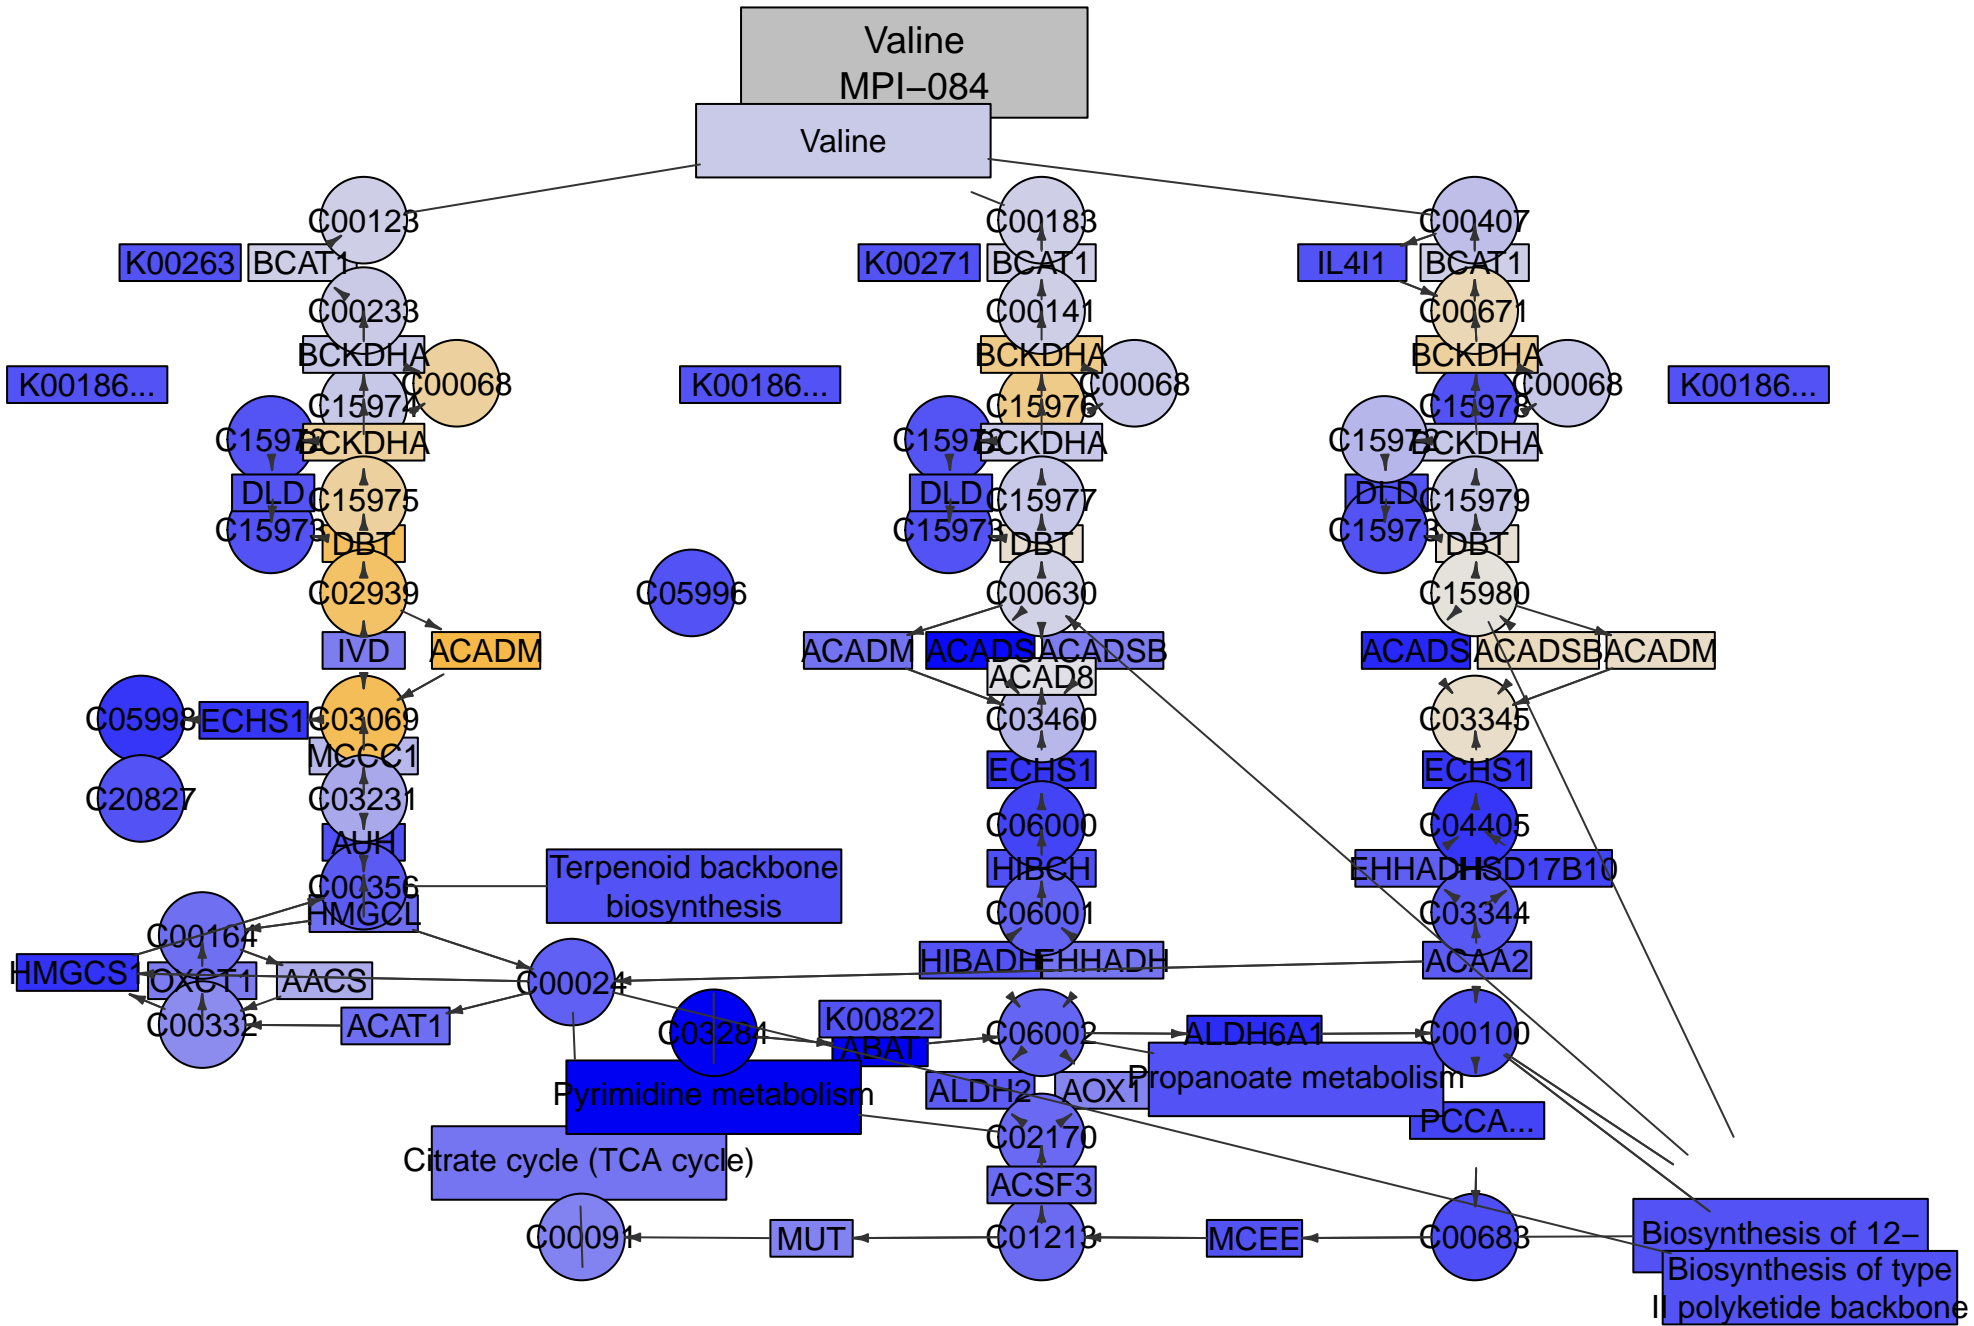 Valine
MPI−084
Valine
C00123
C00183
C00407
K00263
BCAT1
K00271
BCAT1
IL4I1
BCAT1
C00233
C00141
C00671
BCKDHA
BCKDHA
BCKDHA
K00186...
C00068
K00186...
C00068
C00068
K00186...
C15974
C15976
C15978
C15972
BCKDHA
C15972
BCKDHA
C15972
BCKDHA
DLD
C15975
DLD
C15977
DLD
C15979
C15973
DBT
C15973
DBT
C15973
DBT
C02939
C05996
C00630
C15980
IVD
ACADM
ACADM
ACADS
ACADSB
ACADS
ACADSB
ACADM
ACAD8
C05998
ECHS1
C03069
C03460
C03345
MCCC1
ECHS1
ECHS1
C20827
C03231
C06000
C04405
AUH
Terpenoid backbone
biosynthesis
HIBCH
EHHADH
HSD17B10
C00356
HMGCL
C06001
C03344
C00164
HIBADH
EHHADH
ACAA2
HMGCS1
OXCT1
AACS
C00024
C00332
ACAT1
C03284
K00822
ABAT
C06002
ALDH6A1
C00100
Pyrimidine metabolism
ALDH2
AOX1
Propanoate metabolism
PCCA...
C02170
Citrate cycle (TCA cycle)
ACSF3
C00091
MUT
C01213
MCEE
C00683
Biosynthesis of 12−
Biosynthesis of type
II polyketide backbone